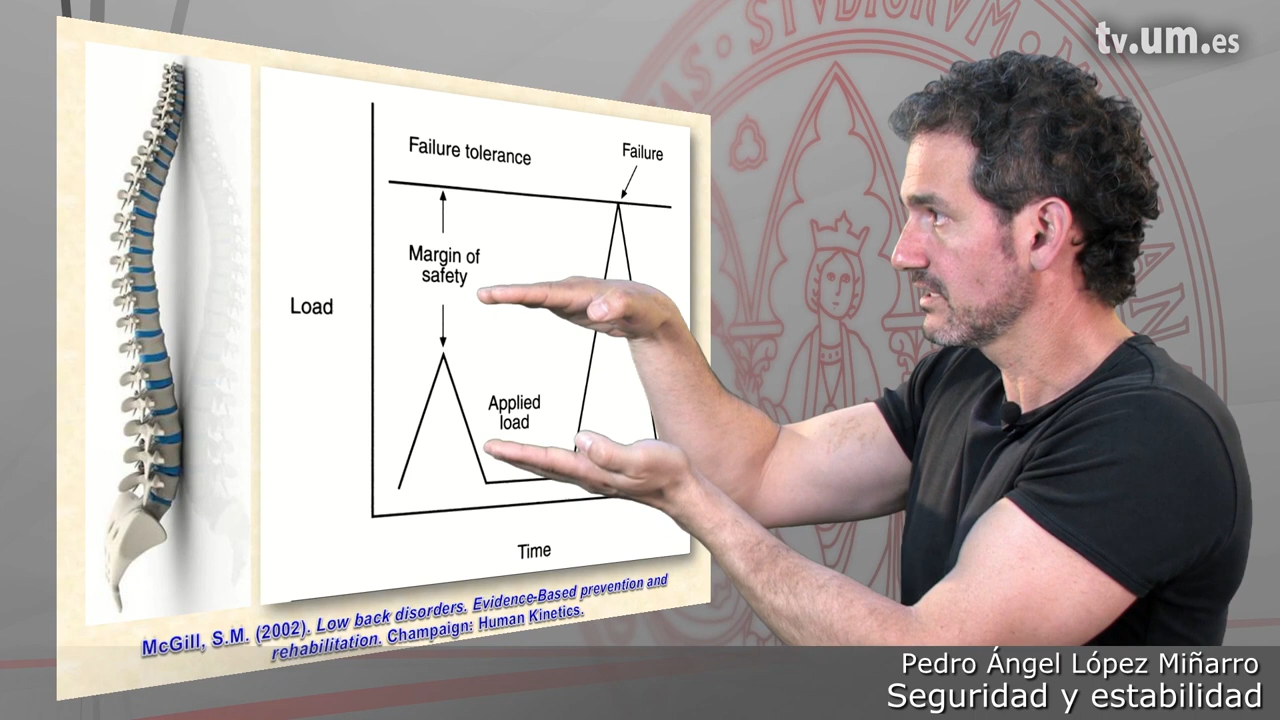 tv.um.es
STVDIORVM
Failure tolerance
Failure
Margin of
safety
Load
Applied
load
Time
McGill, S.M. (2002). Low back disorders. Evidence-Based prevention and
rehabilitation. Champaign: Human Kinetics.
Pedro Ángel López Miñarro
Seguridad y estabilidad